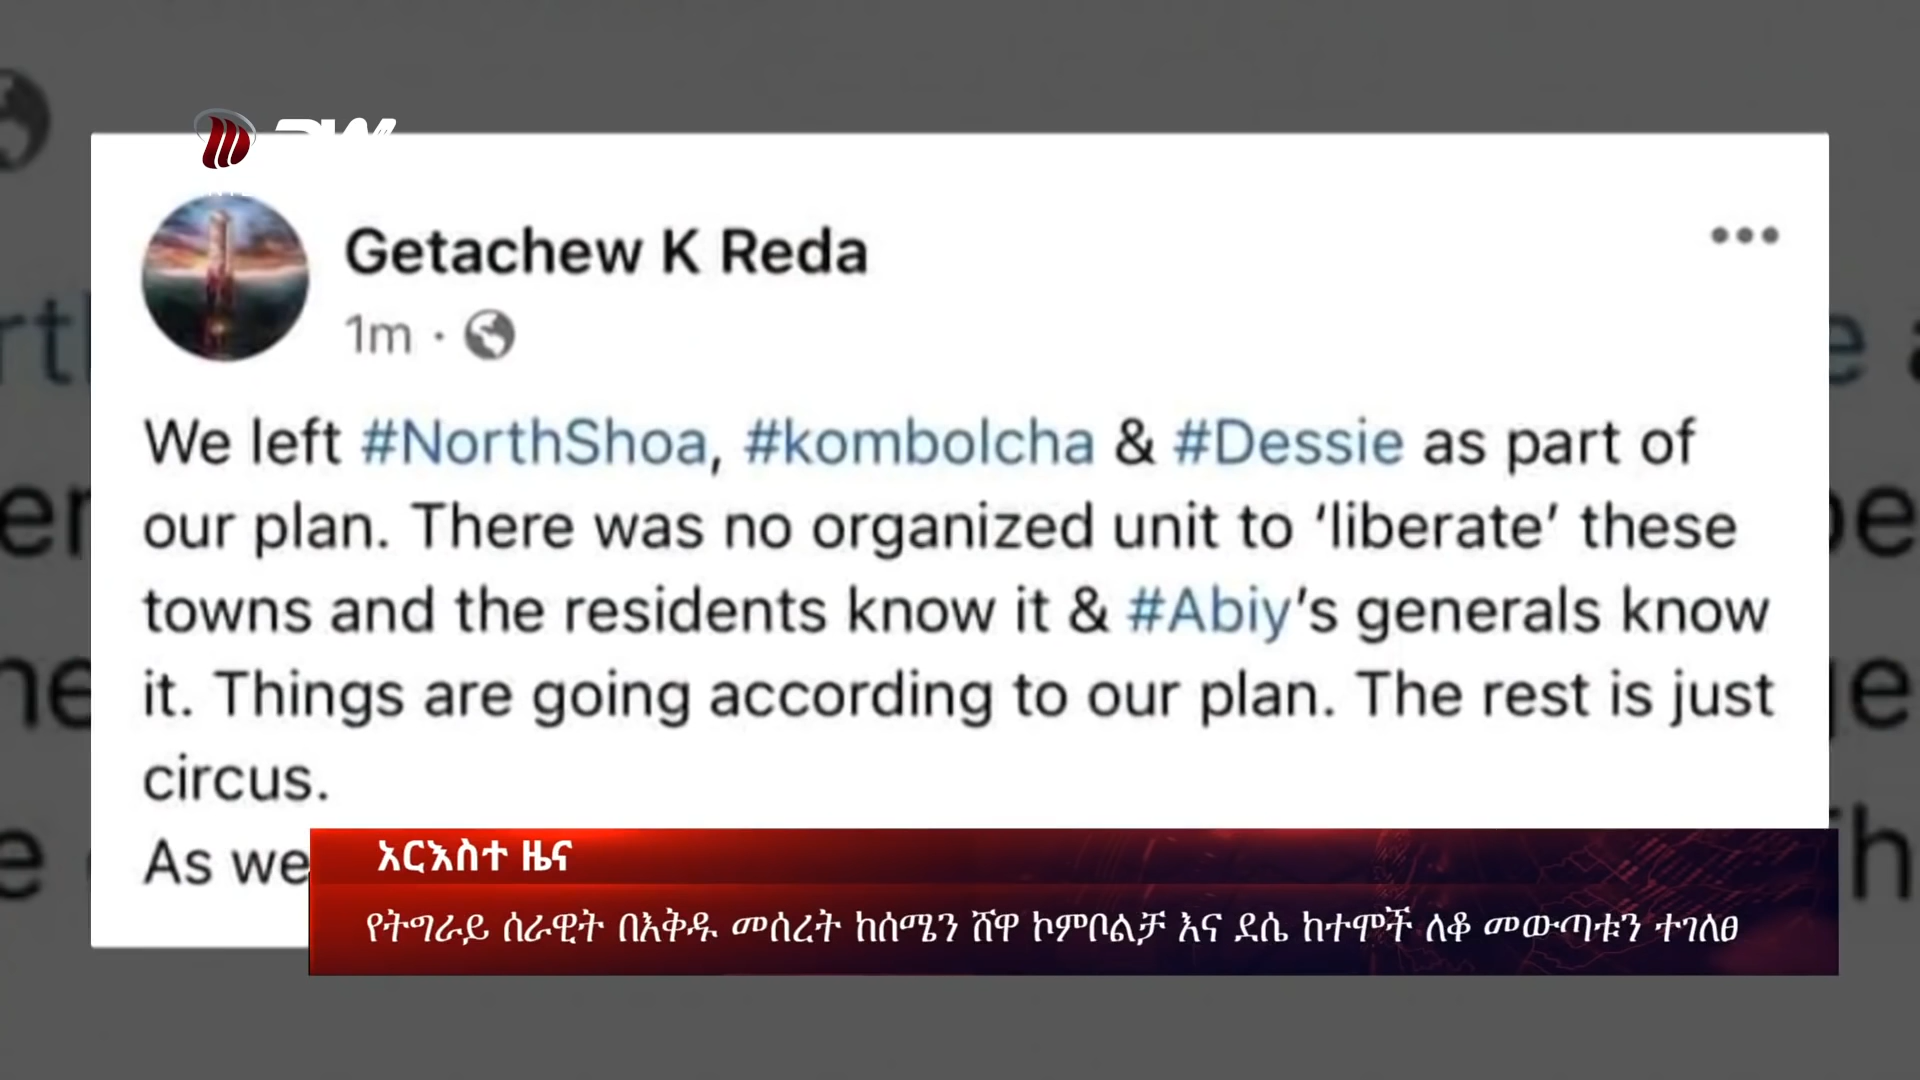 Getachew K Reda
1m ·
We left #NorthShoa, #kombolcha & #Dessie as part of
our plan. There was no organized unit to ‘liberate’ these
towns and the residents know it & #Abiy’s generals know
it. Things are going according to our plan. The rest is just
circus.
As we
አርእስተ ዜና
የትግራይ ሰራዊት በእቅዱ መሰረት ከሰሜን ሸዋ ኮምቦልቻ እና ደሴ ከተሞች ለቆ መውጣቱን ተገለፀ